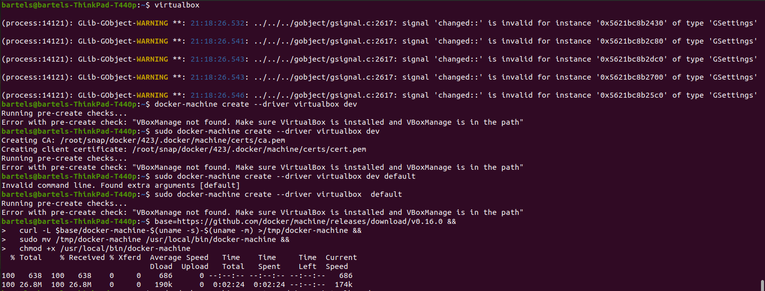 bartels@bartels-ThinkPad-T440p:~$ virtualbox
(process:14121): GLib-GObject-WARNING **: 21:18:26.532: ../../../gobject/gsignal.c:2617: signal 'changed::' is invalid for instance '0x5621bc8b2430' of type 'GSettings'
(process:14121): GLib-GObject-WARNING **: 21:18:26.541: ../../../gobject/gsignal.c:2617: signal 'changed::' is invalid for instance '0x5621bc8b2c80' of type 'GSettings'
(process:14121): GLib-GObject-WARNING **: 21:18:26.543: ../../../gobject/gsignal.c:2617: signal 'changed::' is invalid for instance '0x5621bc8b2dc0' of type 'GSettings'
(process:14121): GLib-GObject-WARNING **: 21:18:26.543: ../../../gobject/gsignal.c:2617: signal 'changed::' is invalid for instance '0x5621bc8b2700' of type 'GSettings'
(process:14121): GLib-GObject-WARNING **: 21:18:26.546: ../../../gobject/gsignal.c:2617: signal 'changed::' is invalid for instance '0x5621bc8b25c0' of type 'GSettings'
bartels@bartels-ThinkPad-T440p:~$ docker-machine create --driver virtualbox dev
Running pre-create checks...
Error with pre-create check: "VBoxManage not found. Make sure VirtualBox is installed and VBoxManage is in the path"
bartels@bartels-ThinkPad-T440p:~$ sudo docker-machine create --driver virtualbox dev
Creating CA: /root/snap/docker/423/.docker/machine/certs/ca.pem
Creating client certificate: /root/snap/docker/423/.docker/machine/certs/cert.pem
Running pre-create checks...
Error with pre-create check: "VBoxManage not found. Make sure VirtualBox is installed and VBoxManage is in the path"
bartels@bartels-ThinkPad-T440p:~$ sudo docker-machine create --driver virtualbox dev default
Invalid command line. Found extra arguments [default]
bartels@bartels-ThinkPad-T440p:~$ sudo docker-machine create --driver virtualbox  default
Running pre-create checks...
Error with pre-create check: "VBoxManage not found. Make sure VirtualBox is installed and VBoxManage is in the path"
bartels@bartels-ThinkPad-T440p:~$ base=https://github.com/docker/machine/releases/download/v0.16.0 &&
>   curl -L $base/docker-machine-$(uname -s)-$(uname -m) >/tmp/docker-machine &&
>   sudo mv /tmp/docker-machine /usr/local/bin/docker-machine &&
>   chmod +x /usr/local/bin/docker-machine
% Total    % Received % Xferd  Average Speed   Time    Time     Time  Current
Dload  Upload   Total   Spent    Left  Speed
100   638  100   638    0     0    686      0 --:--:-- --:--:-- --:--:--   686
100 26.8M  100 26.8M    0     0   190k      0  0:02:24  0:02:24 --:--:--  174k